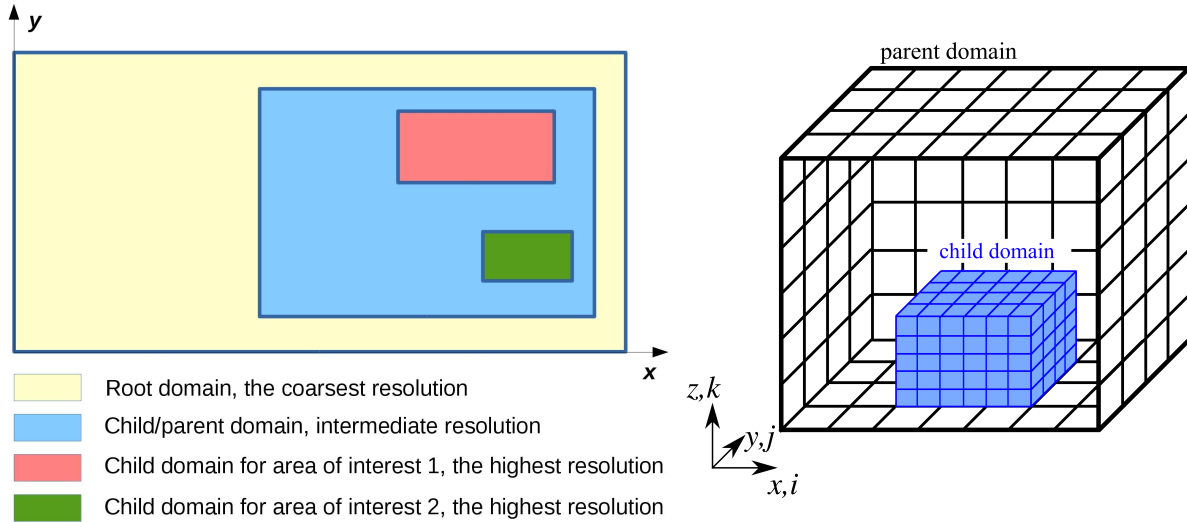 y
x
Root domain, the coarsest resolution
Child/parent domain, intermediate resolution
Child domain for area of interest 1, the highest resolution
Child domain for area of interest 2, the highest resolution
parent domain
child domain
z,k
y,j
x,i